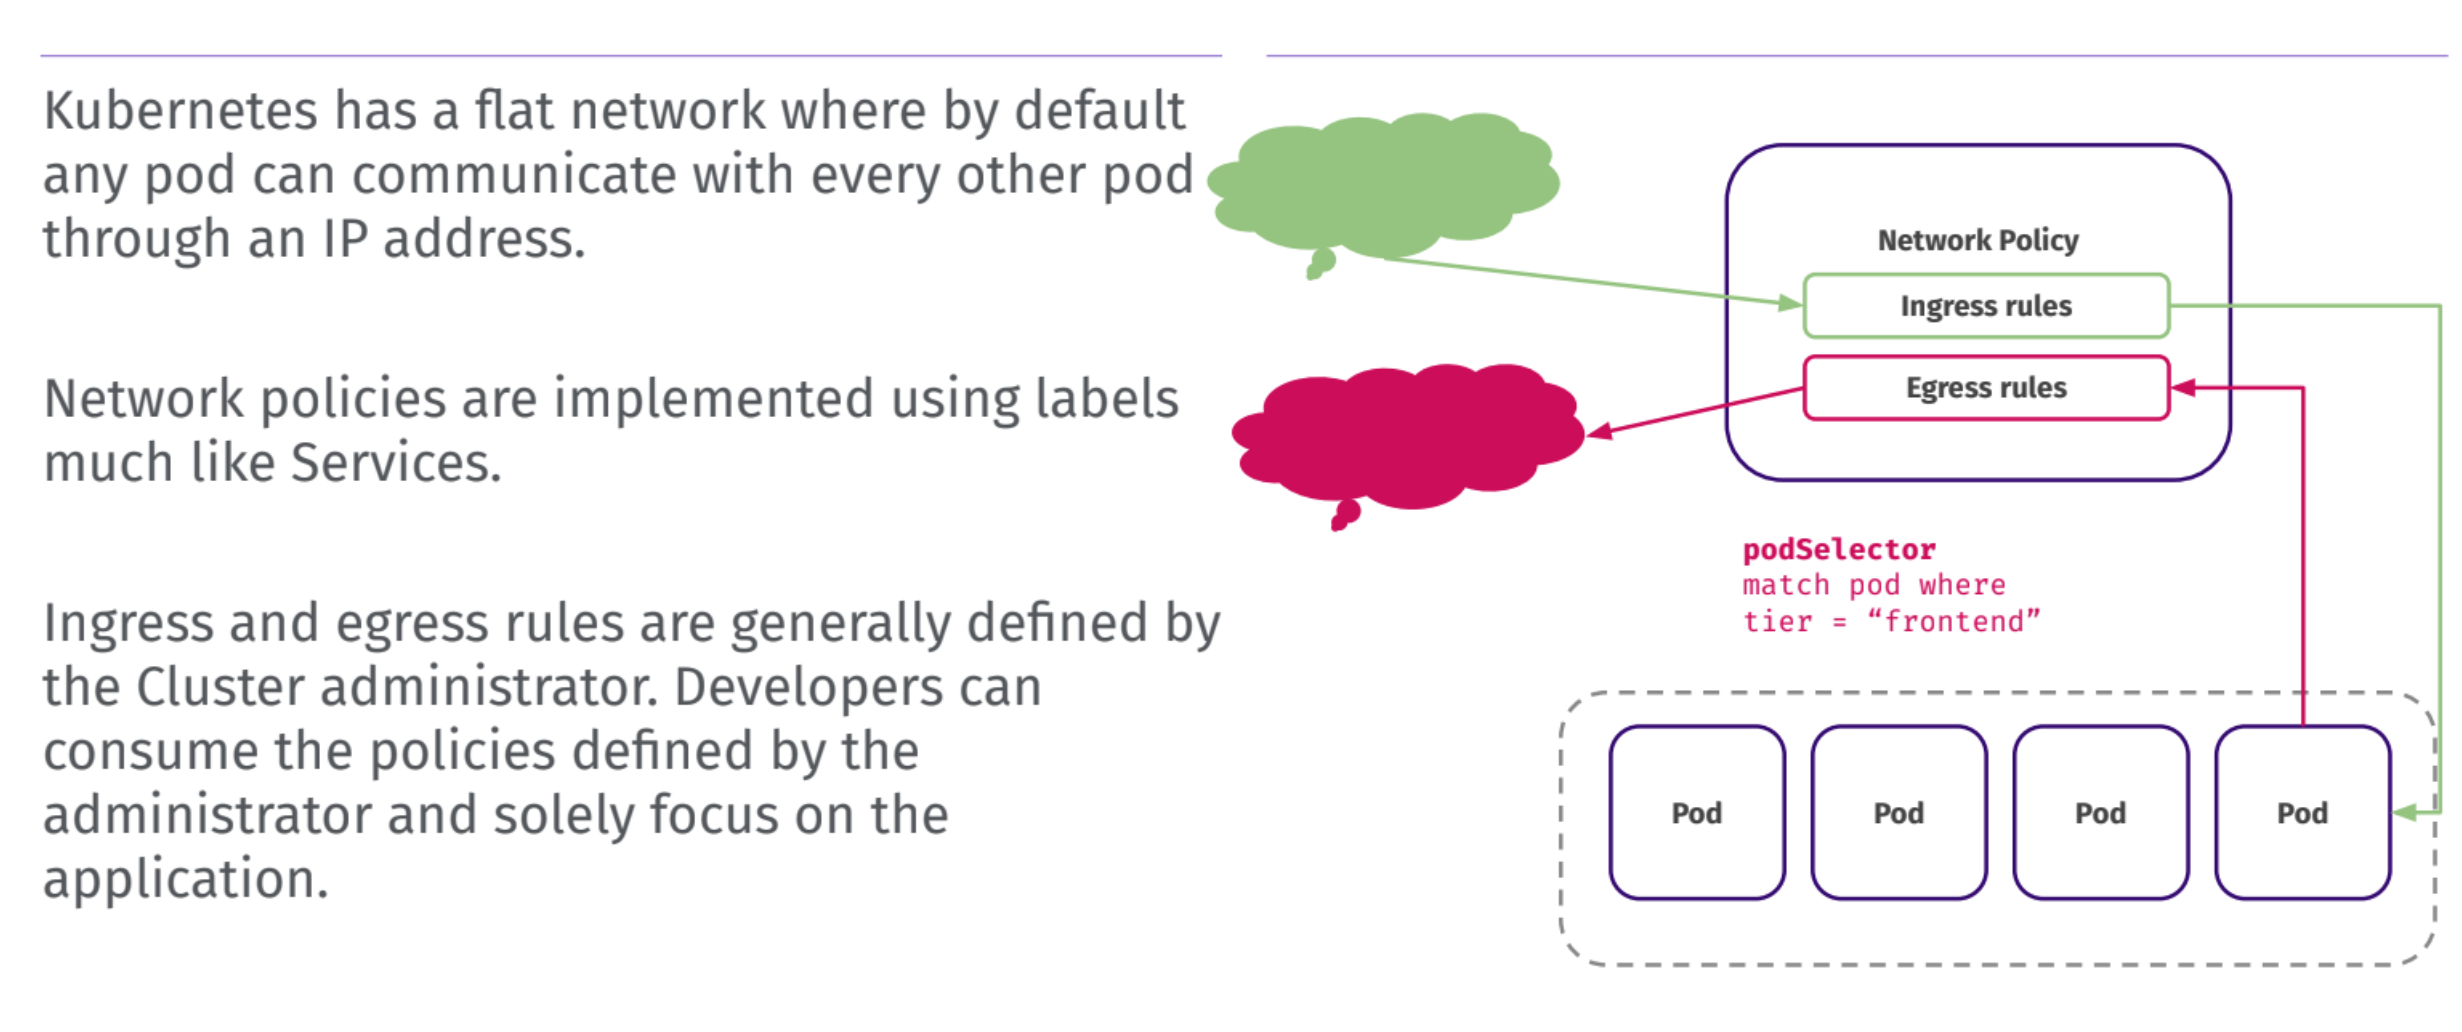 Kubernetes has a flat network where by default
any pod can communicate with every other pod
through an IP address.
Network policies are implemented using labels
much like Services.
Ingress and egress rules are generally defined by
the Cluster administrator. Developers can
consume the policies defined by the
administrator and solely focus on the
application.
Network Policy
Ingress rules
Egress rules
podSelector
match pod where
tier = “frontend”
Pod
Pod
Pod
Pod